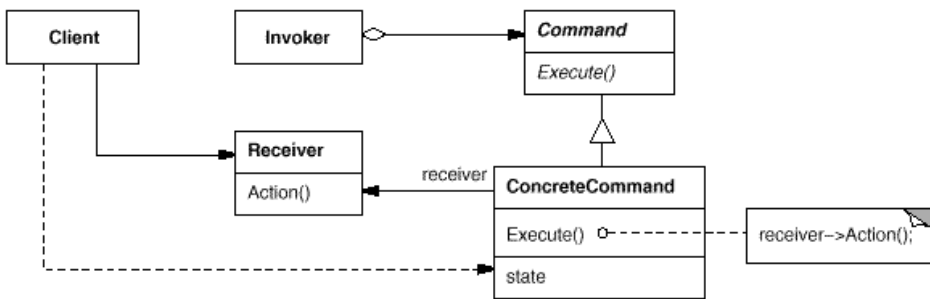 Client
Invoker
Command
Execute()
Receiver
Action()
receiver
ConcreteCommand
Execute()
state
receiver–>Action();